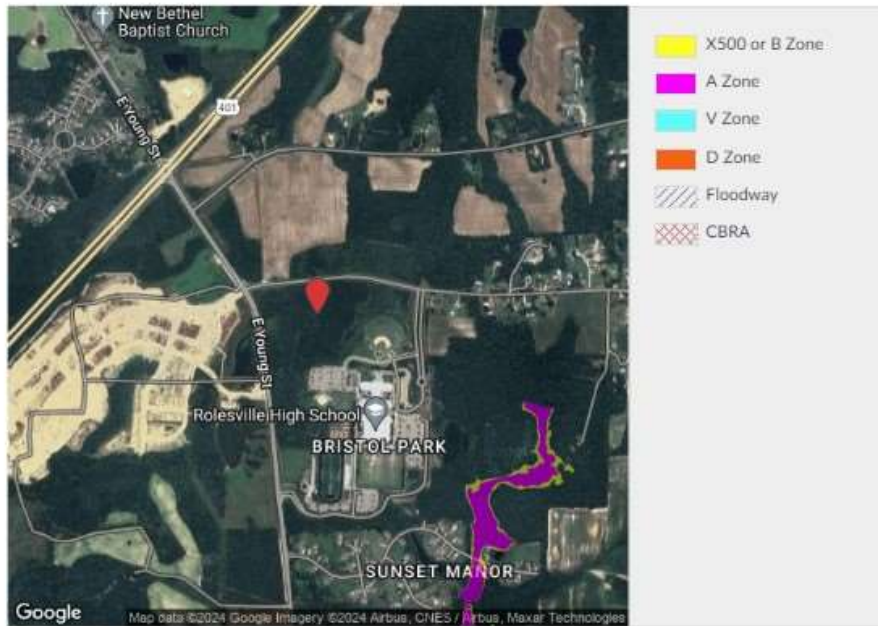 New Bethel
Baptist Church
401
E Young St
E Young St
Rolesville High School
BRISTOL PARK
SUNSET MANOR
Google
Map data ©2024 Google Imagery ©2024 Airbus, CNES / Airbus, Maxar Technologies
X500 or B Zone
A Zone
V Zone
D Zone
Floodway
CBRA